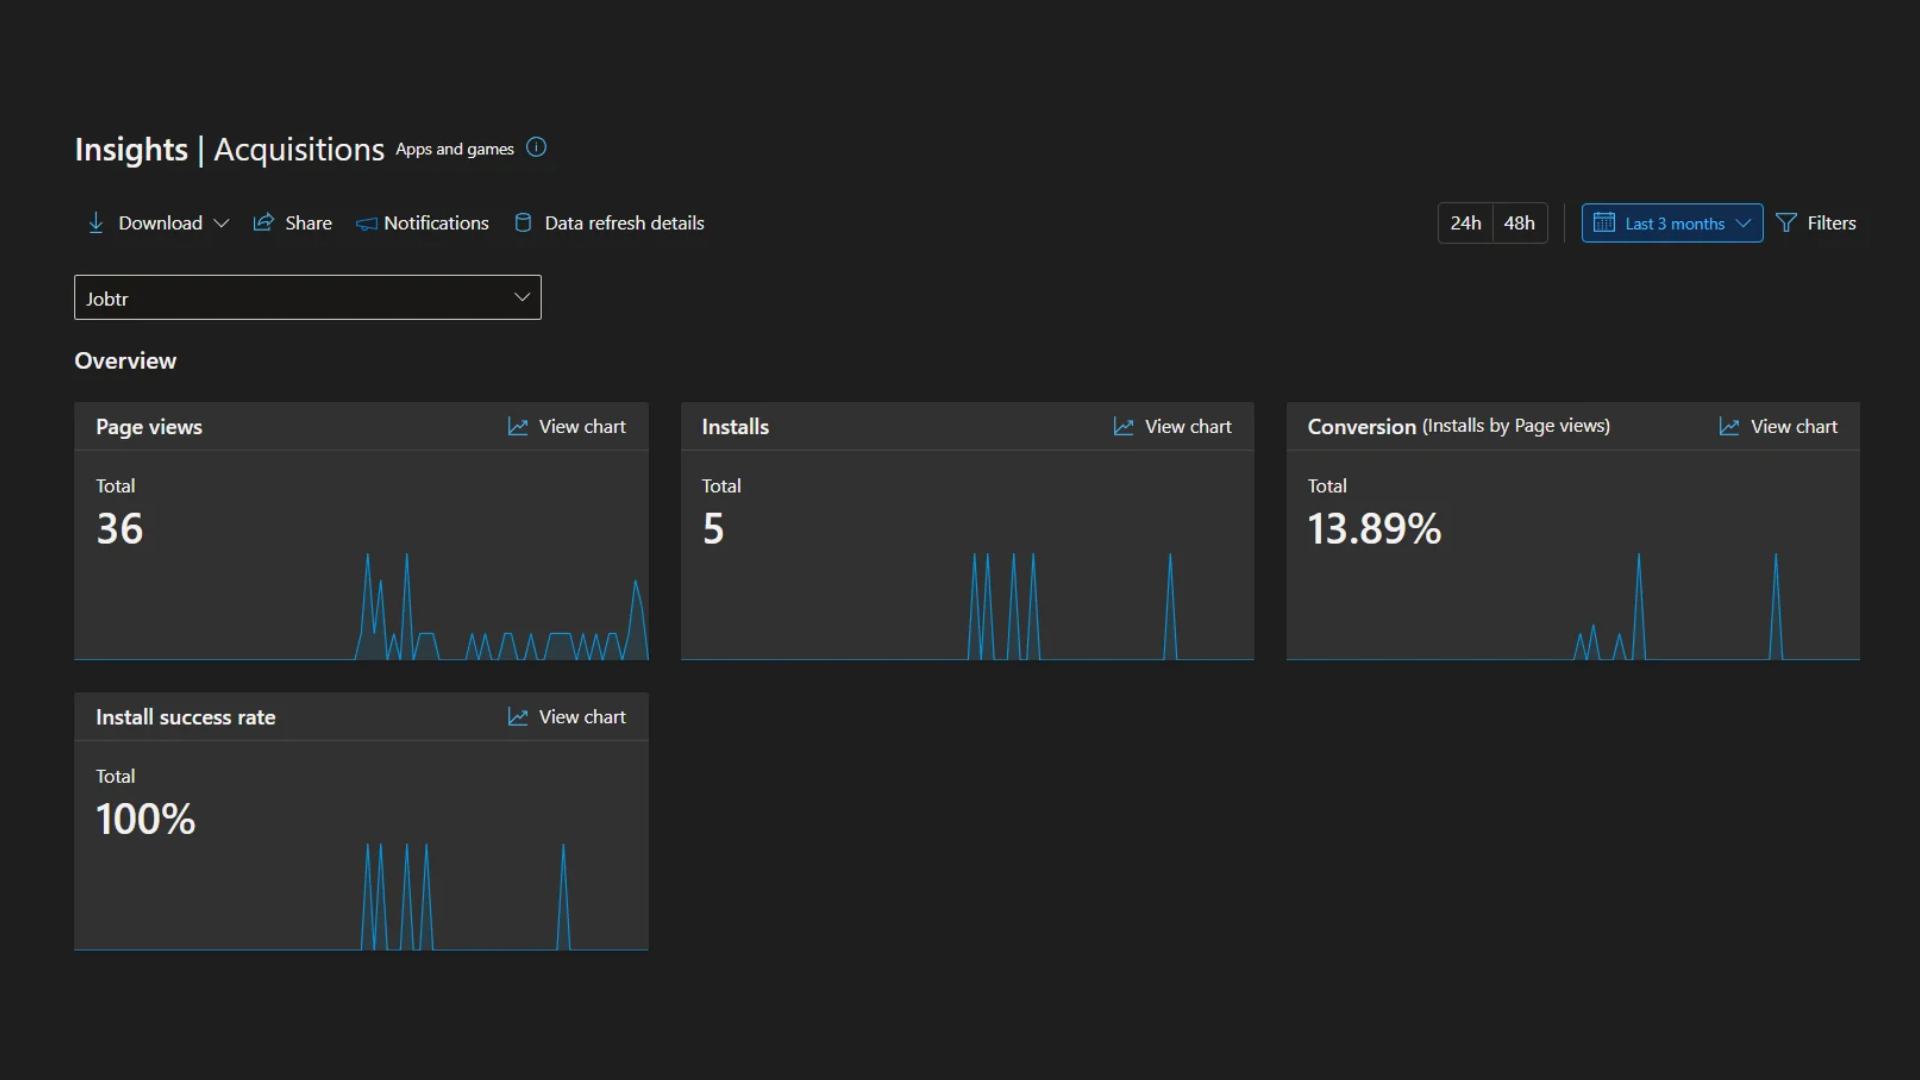 Insights | Acquisitions Apps and games
Download Share Notifications Data refresh details 24h 48h Last 3 months Filters
Jobtr
Overview
Page views View chart
Total
36
Installs View chart
Total
5
Conversion (Installs by Page views) View chart
Total
13.89%
Install success rate View chart
Total
100%